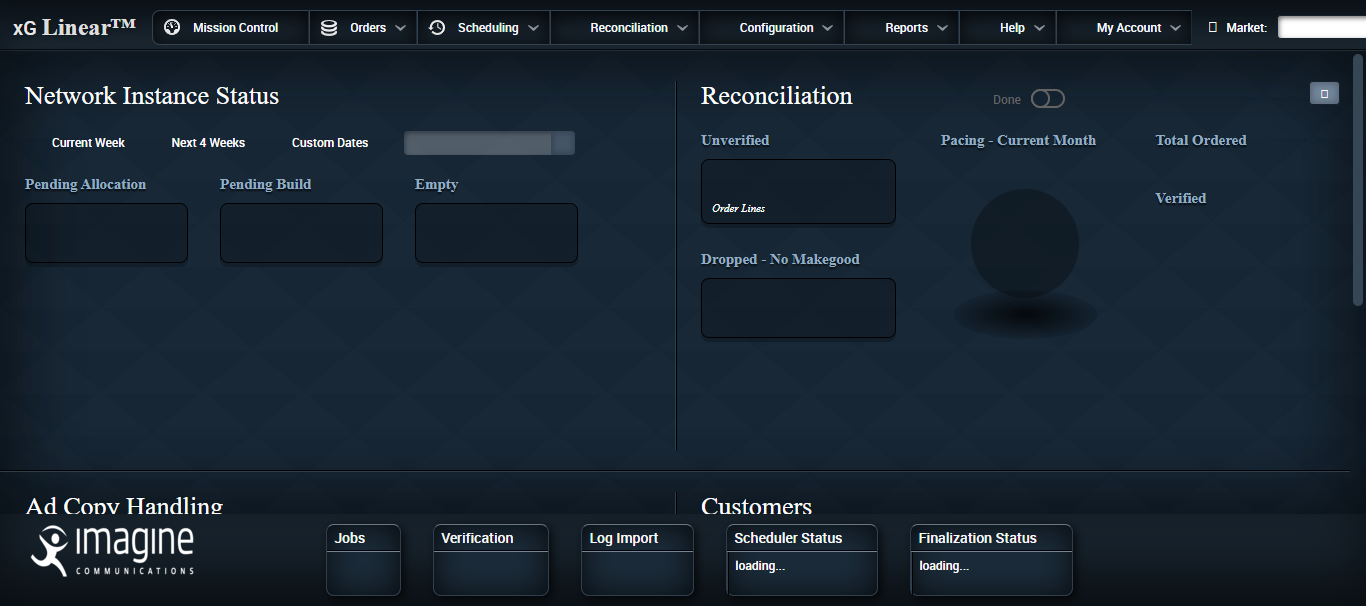 xG Linear™
Mission Control
Orders
Scheduling
Reconciliation
Configuration
Reports
Help
My Account
Market:
Network Instance Status
Current Week
Next 4 Weeks
Custom Dates
Pending Allocation
Pending Build
Empty
Reconciliation
Done
Unverified
Order Lines
Dropped - No Makegood
Pacing - Current Month
Total Ordered
Verified
Ad Copy Handling
Customers
imagine
COMMUNICATIONS
Jobs
Verification
Log Import
Scheduler Status
loading...
Finalization Status
loading...